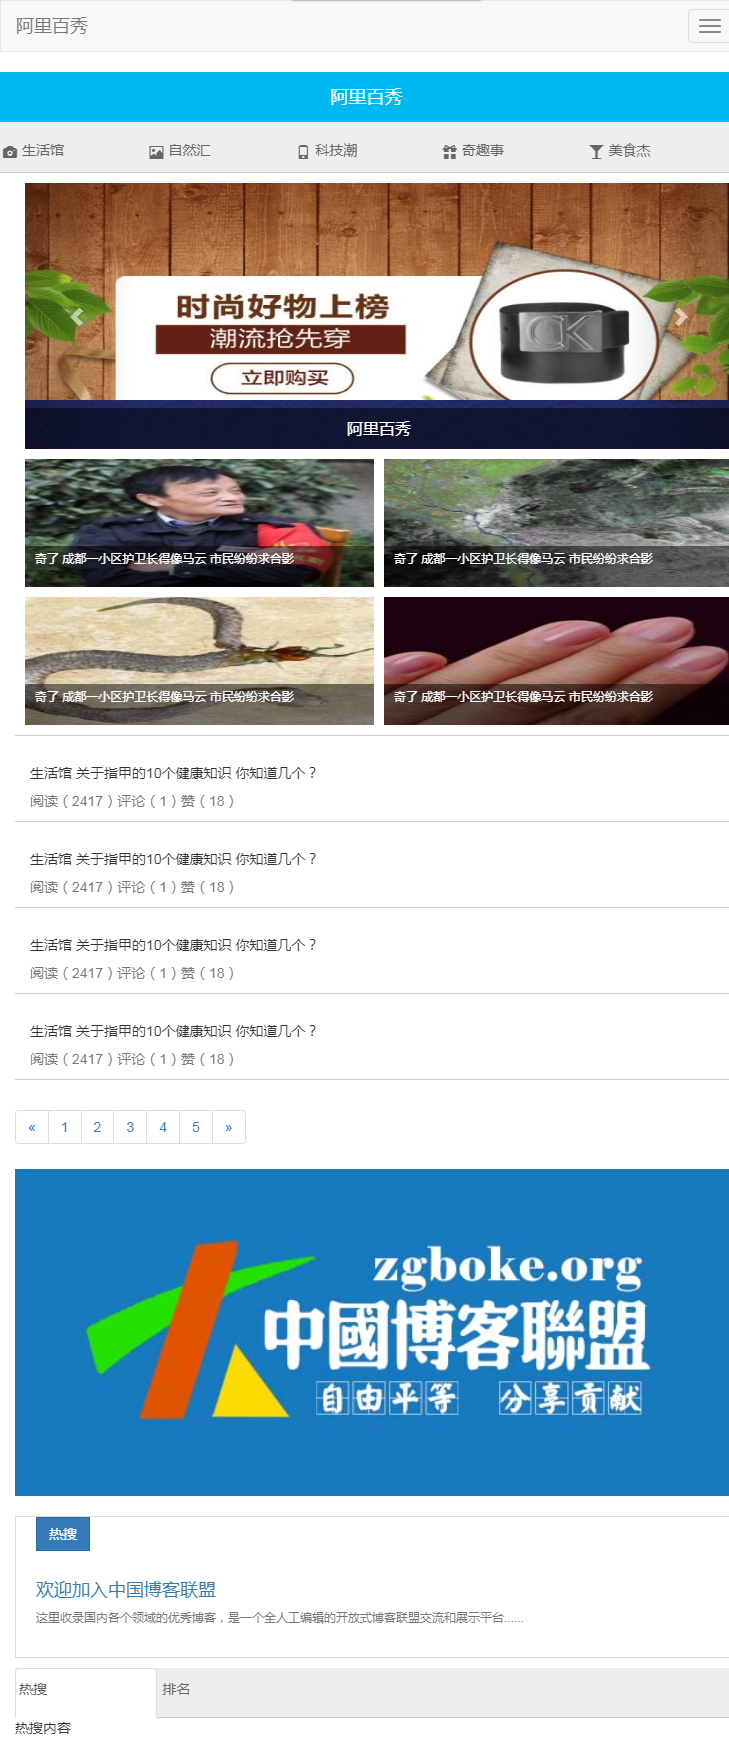 阿里百秀
阿里百秀
生活馆 自然汇 科技潮 奇趣事 美食杰
时尚好物上榜
潮流抢先穿
立即购买
CK
阿里百秀
奇了 成都一小区护卫长得像马云 市民纷纷求合影
奇了 成都一小区护卫长得像马云 市民纷纷求合影
奇了 成都一小区护卫长得像马云 市民纷纷求合影
奇了 成都一小区护卫长得像马云 市民纷纷求合影
生活馆 关于指甲的10个健康知识 你知道几个？
阅读（2417）评论（1）赞（18）
生活馆 关于指甲的10个健康知识 你知道几个？
阅读（2417）评论（1）赞（18）
生活馆 关于指甲的10个健康知识 你知道几个？
阅读（2417）评论（1）赞（18）
生活馆 关于指甲的10个健康知识 你知道几个？
阅读（2417）评论（1）赞（18）
« 1 2 3 4 5 »
zgboke.org
中國博客聯盟
自由平等 分享贡献
热搜
欢迎加入中国博客联盟
这里收录国内各个领域的优秀博客，是一个全人工编辑的开放式博客联盟交流和展示平台......
热搜 排名
热搜内容